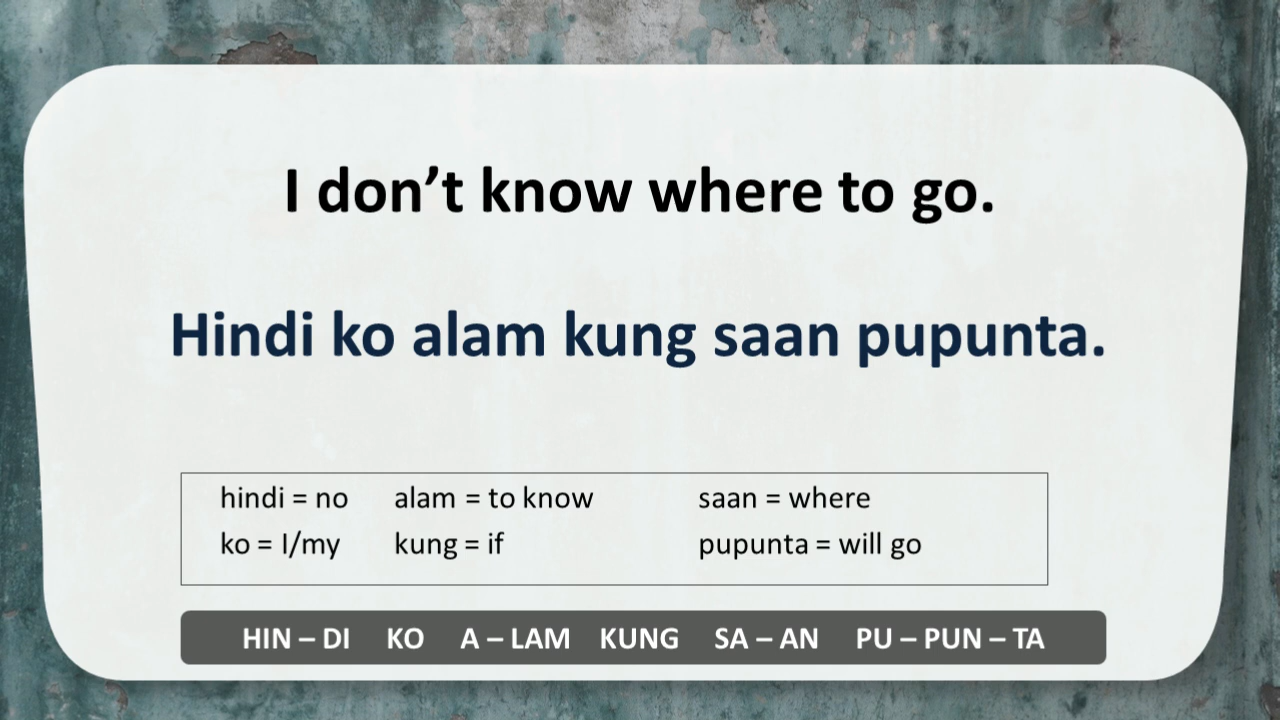 I don’t know where to go.
Hindi ko alam kung saan pupunta.
hindi = no alam = to know saan = where
ko = I/my kung = if pupunta = will go
HIN – DI KO A – LAM KUNG SA – AN PU – PUN – TA